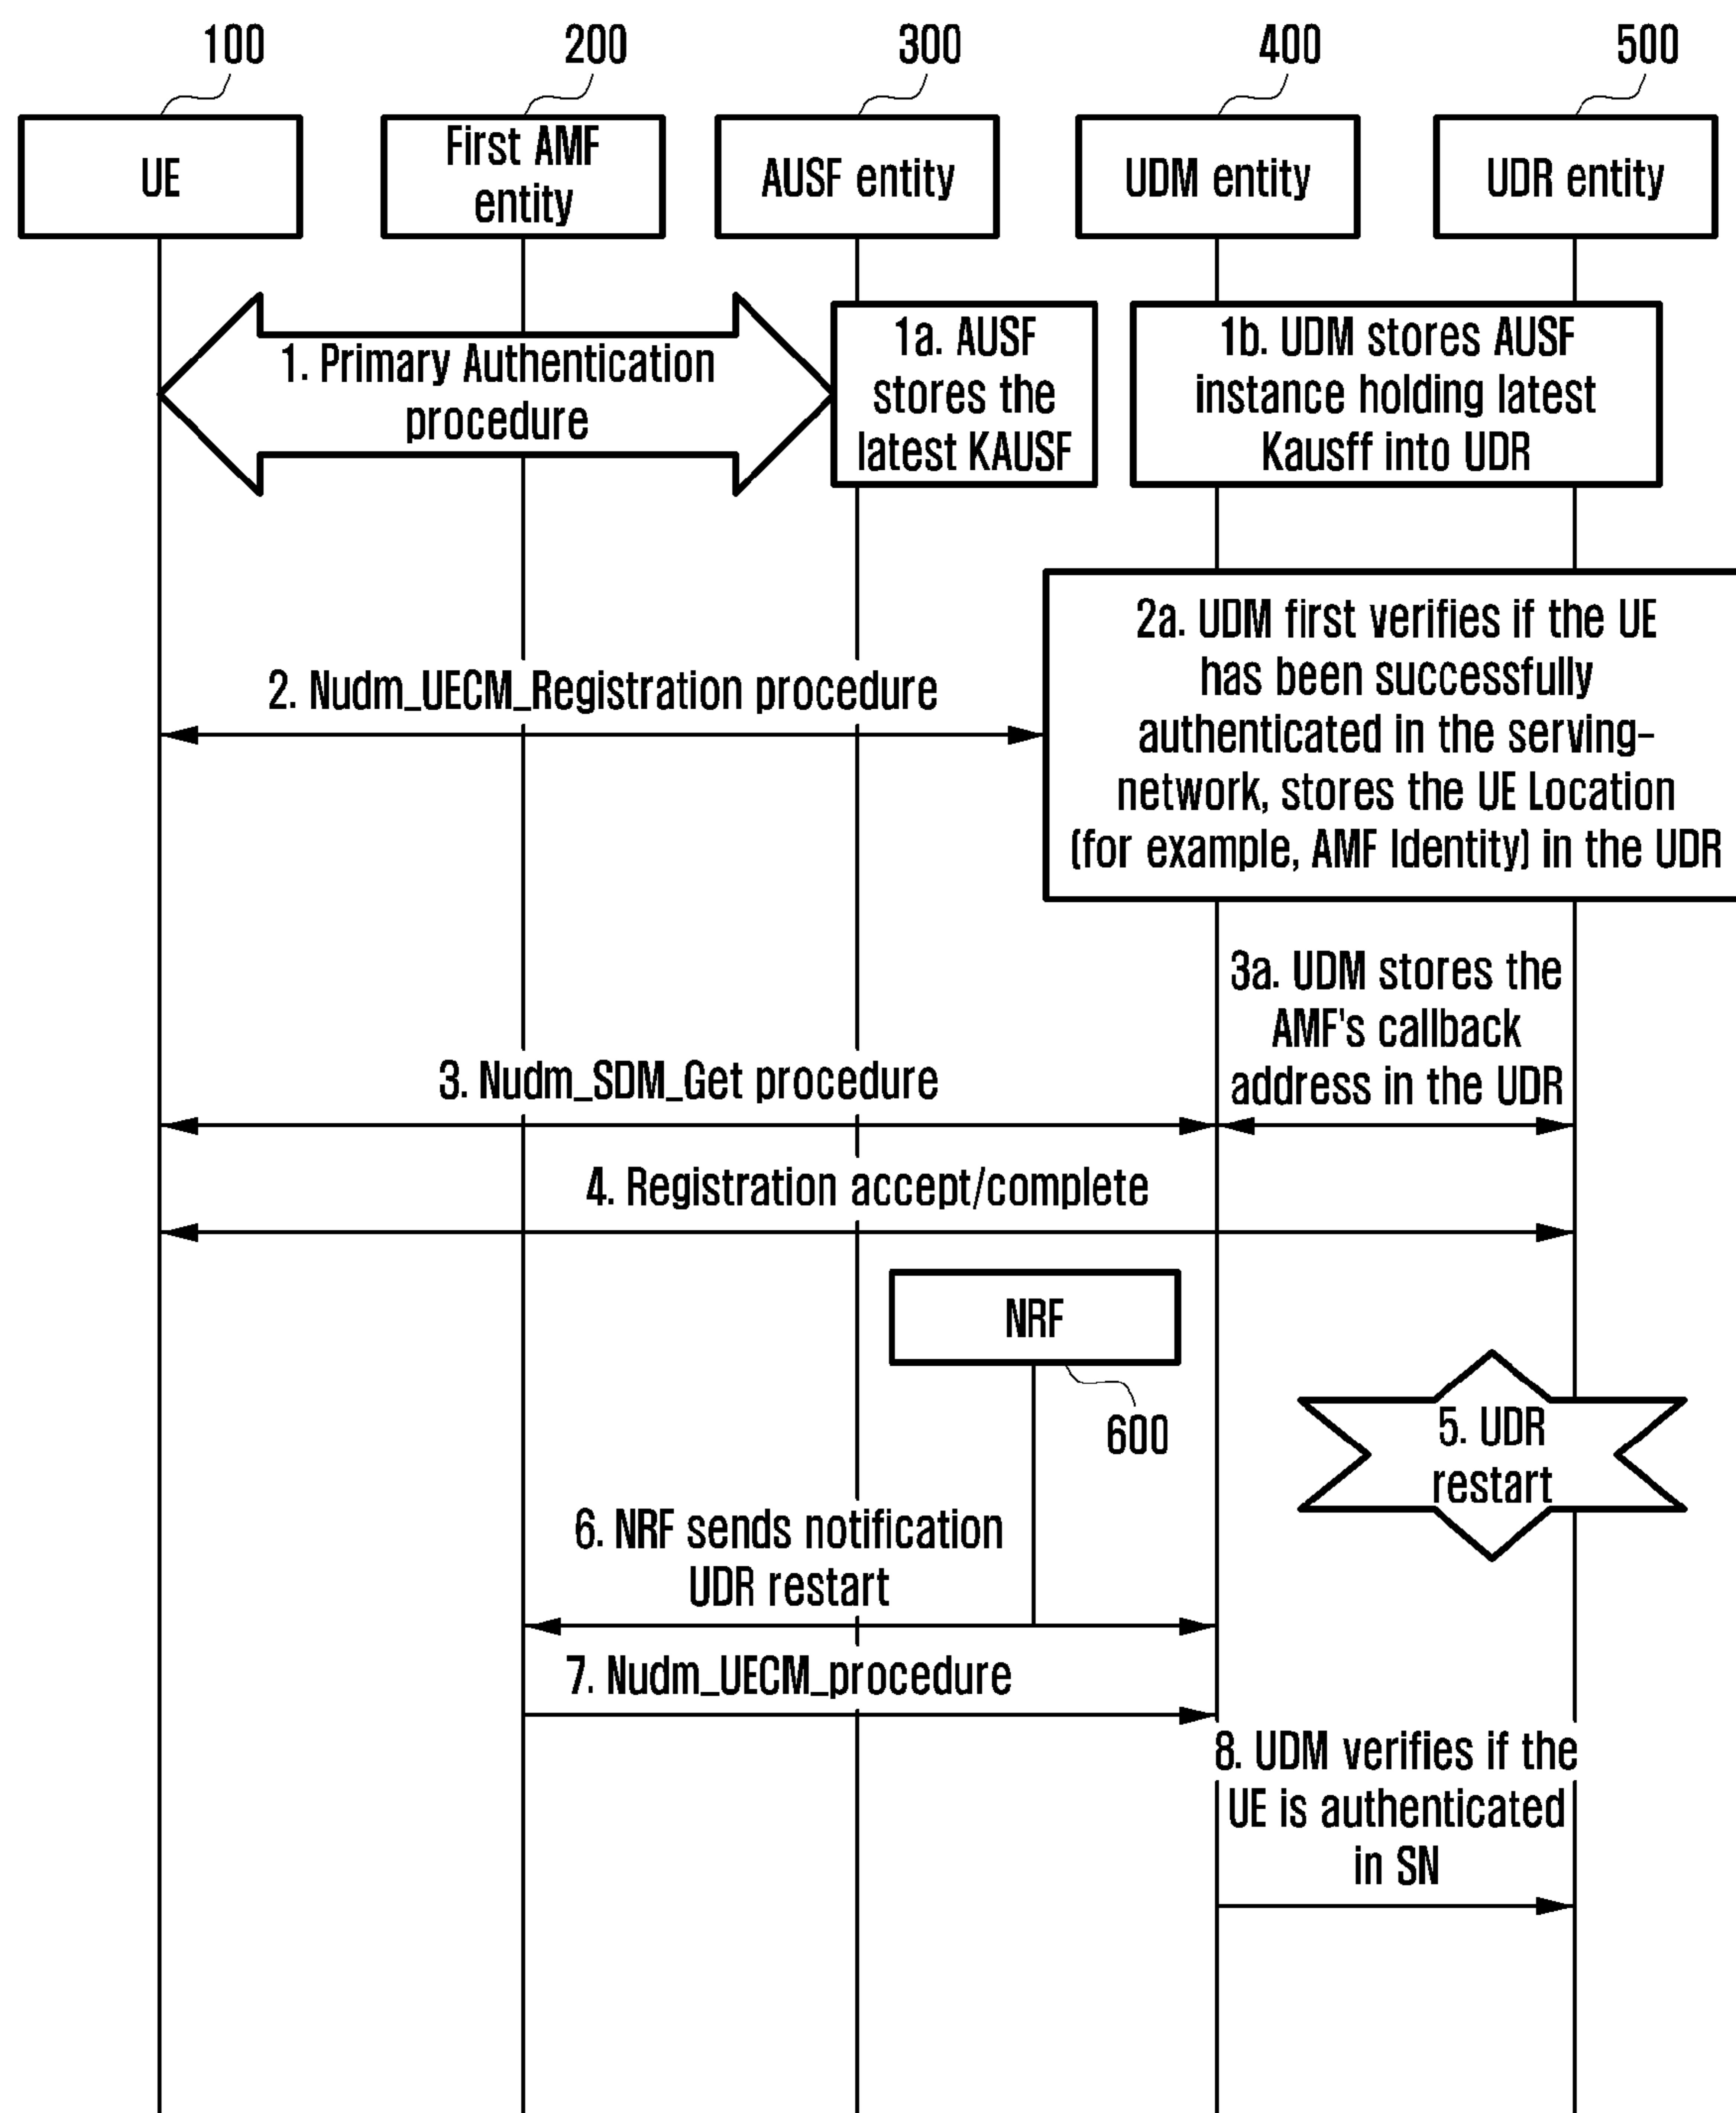 100
200
300
400
500
UE
First AMF
entity
AUSF entity
UDM entity
UDR entity
1. Primary Authentication
procedure
1a. AUSF
stores the
latest KAUSF
1b. UDM stores AUSF
instance holding latest
Kausff into UDR
2. Nudm_UECM_Registration procedure
2a. UDM first verifies if the UE
has been successfully
authenticated in the serving-
network, stores the UE Location
(for example, AMF Identity) in the UDR
3a. UDM stores the
AMF's callback
address in the UDR
3. Nudm_SDM_Get procedure
4. Registration accept/complete
NRF
600
5. UDR
restart
6. NRF sends notification
UDR restart
7. Nudm_UECM_procedure
8. UDM verifies if the
UE is authenticated
in SN